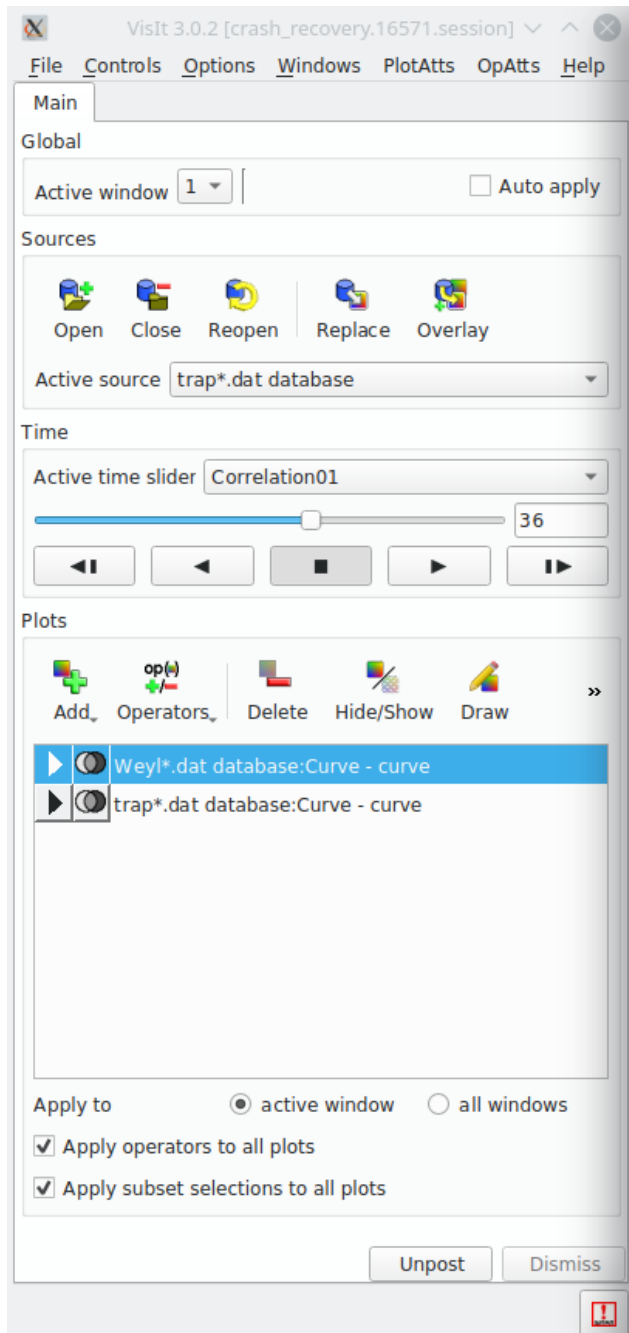 VisIt 3.0.2 [crash_recovery.16571.session]
File Controls Options Windows PlotAtts OpAtts Help
Main
Global
Active window 1 Auto apply
Sources
Open Close Reopen Replace Overlay
Active source trap*.dat database
Time
Active time slider Correlation01
36
Plots
op(=)
Add Operators Delete Hide/Show Draw »
Weyl*.dat database:Curve - curve
trap*.dat database:Curve - curve
Apply to active window all windows
Apply operators to all plots
Apply subset selections to all plots
Unpost Dismiss